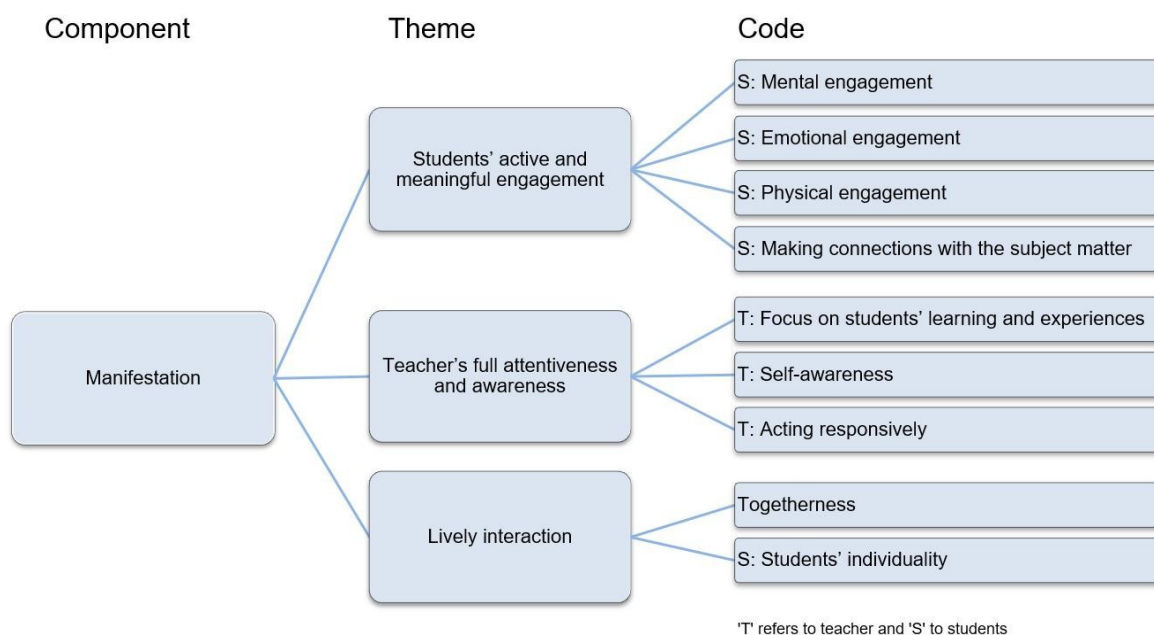 Component
Theme
Code
Manifestation
Students’ active and
meaningful engagement
S: Mental engagement
S: Emotional engagement
S: Physical engagement
S: Making connections with the subject matter
Teacher’s full attentiveness
and awareness
T: Focus on students’ learning and experiences
T: Self-awareness
T: Acting responsively
Lively interaction
Togetherness
S: Students’ individuality
'T' refers to teacher and 'S' to students